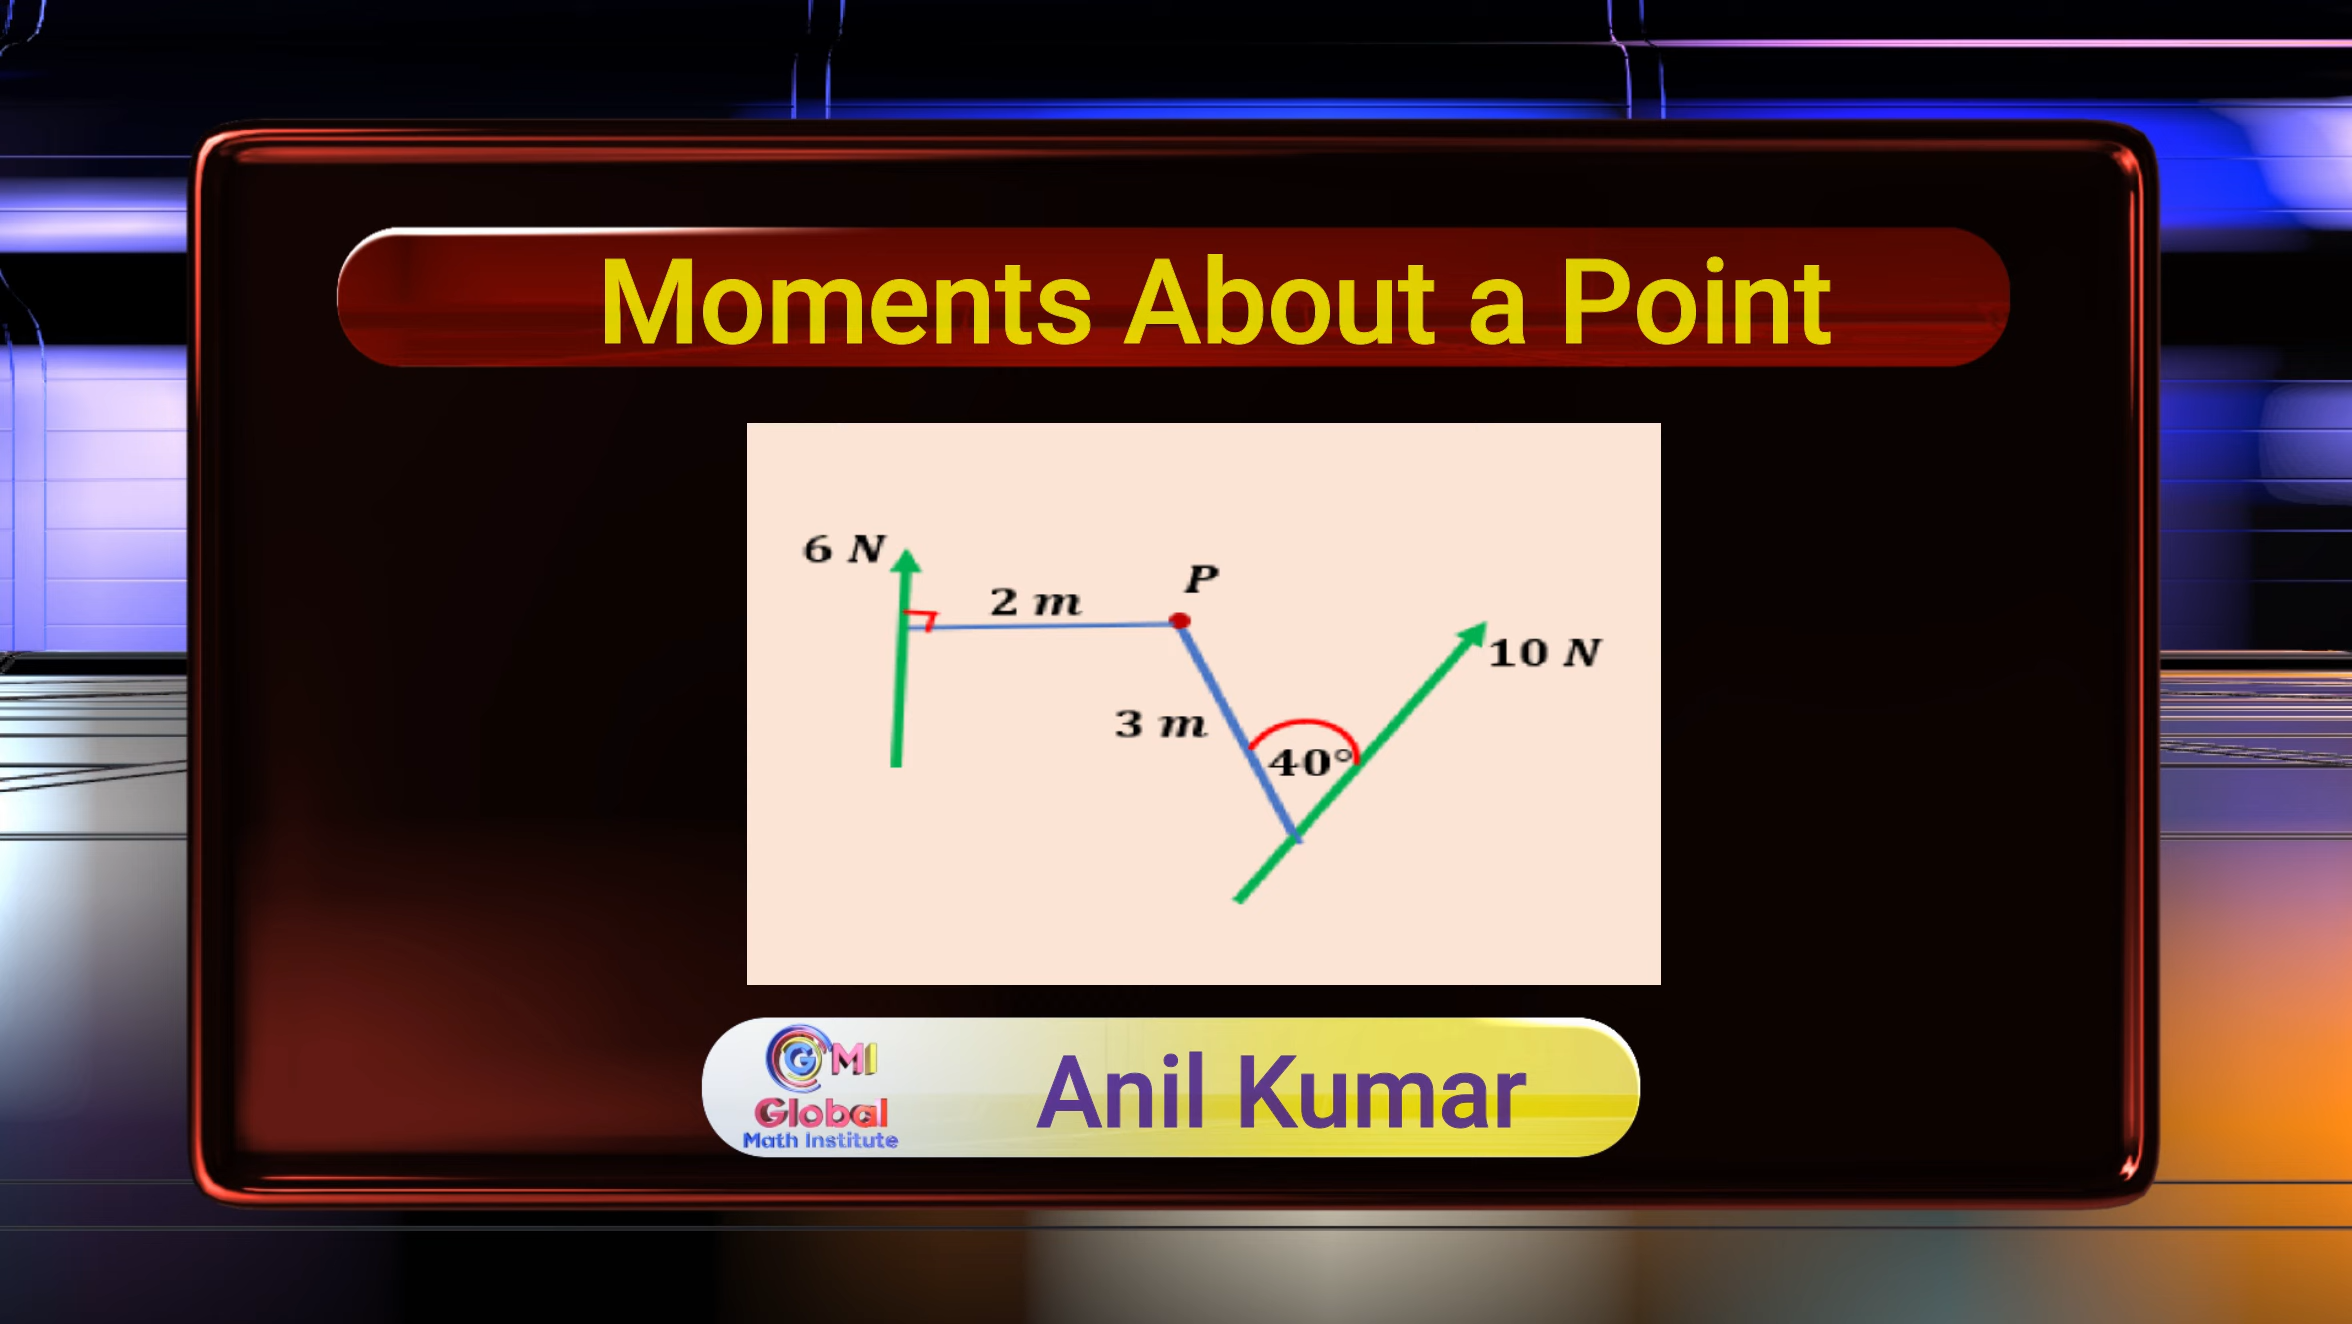 Moments About a Point
6 N
P
2 m
10 N
3 m
40°
GMI
Global
Math Institute
Anil Kumar